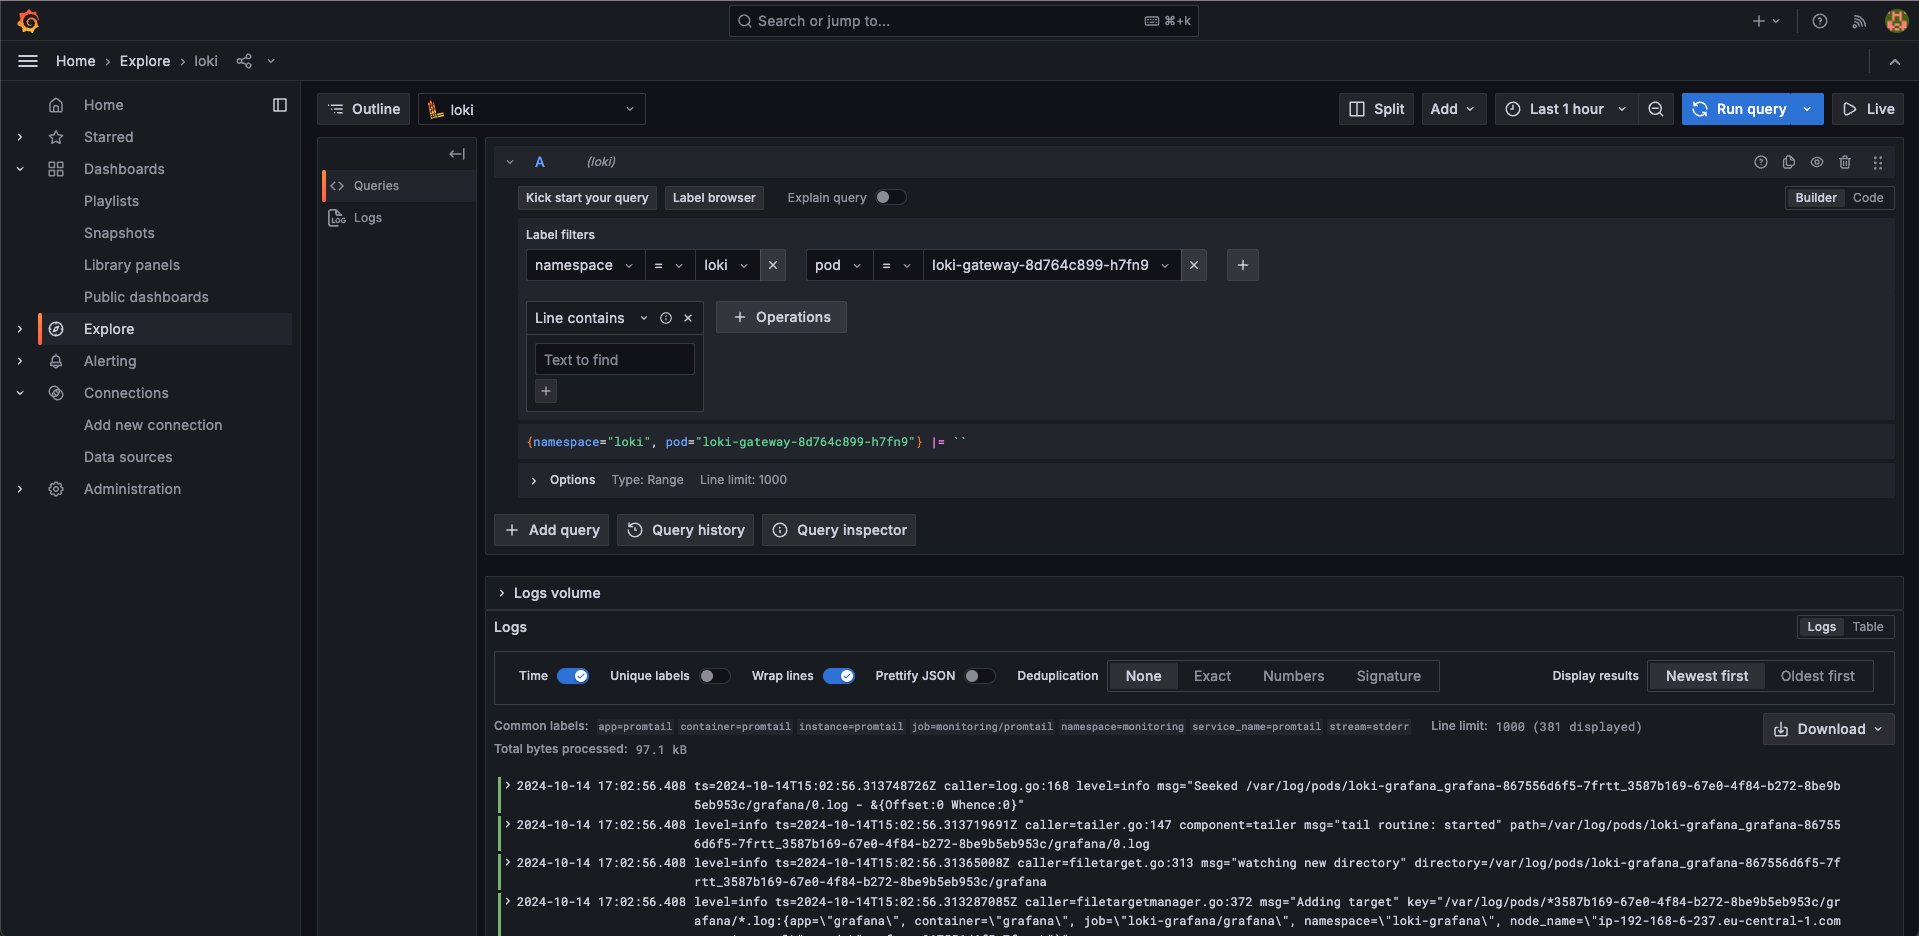 Search or jump to...
⌘+k
Home › Explore › loki
Home
Starred
Dashboards
Playlists
Snapshots
Library panels
Public dashboards
Explore
Alerting
Connections
Add new connection
Data sources
Administration
Outline
loki
Split
Add
Last 1 hour
Run query
Live
Queries
Logs
A (loki)
Kick start your query
Label browser
Explain query
Builder
Code
Label filters
namespace = loki
pod = loki-gateway-8d764c899-h7fn9
Line contains
Operations
Text to find
{namespace="loki", pod="loki-gateway-8d764c899-h7fn9"} |= ``
Options Type: Range Line limit: 1000
Add query
Query history
Query inspector
Logs volume
Logs
Logs
Table
Time
Unique labels
Wrap lines
Prettify JSON
Deduplication
None
Exact
Numbers
Signature
Display results
Newest first
Oldest first
Common labels: app=promtail container=promtail instance=promtail job=monitoring/promtail namespace=monitoring service_name=promtail stream=stderr Line limit: 1000 (381 displayed)
Download
Total bytes processed: 97.1 kB
2024-10-14 17:02:56.408 ts=2024-10-14T15:02:56.313748726Z caller=log.go:168 level=info msg="Seeked /var/log/pods/loki-grafana_grafana-867556d6f5-7frtt_3587b169-67e0-4f84-b272-8be9b
5eb953c/grafana/0.log - &{Offset:0 Whence:0}"
2024-10-14 17:02:56.408 level=info ts=2024-10-14T15:02:56.313719691Z caller=tailer.go:147 component=tailer msg="tail routine: started" path=/var/log/pods/loki-grafana_grafana-86755
6d6f5-7frtt_3587b169-67e0-4f84-b272-8be9b5eb953c/grafana/0.log
2024-10-14 17:02:56.408 level=info ts=2024-10-14T15:02:56.31365008Z caller=filetarget.go:313 msg="watching new directory" directory=/var/log/pods/loki-grafana_grafana-867556d6f5-7f
rtt_3587b169-67e0-4f84-b272-8be9b5eb953c/grafana
2024-10-14 17:02:56.408 level=info ts=2024-10-14T15:02:56.313287085Z caller=filetargetmanager.go:372 msg="Adding target" key="/var/log/pods/*3587b169-67e0-4f84-b272-8be9b5eb953c/gr
afana/*.log:{app=\"grafana\", container=\"grafana\", job=\"loki-grafana/grafana\", namespace=\"loki-grafana\", node_name=\"ip-192-168-6-237.eu-central-1.com